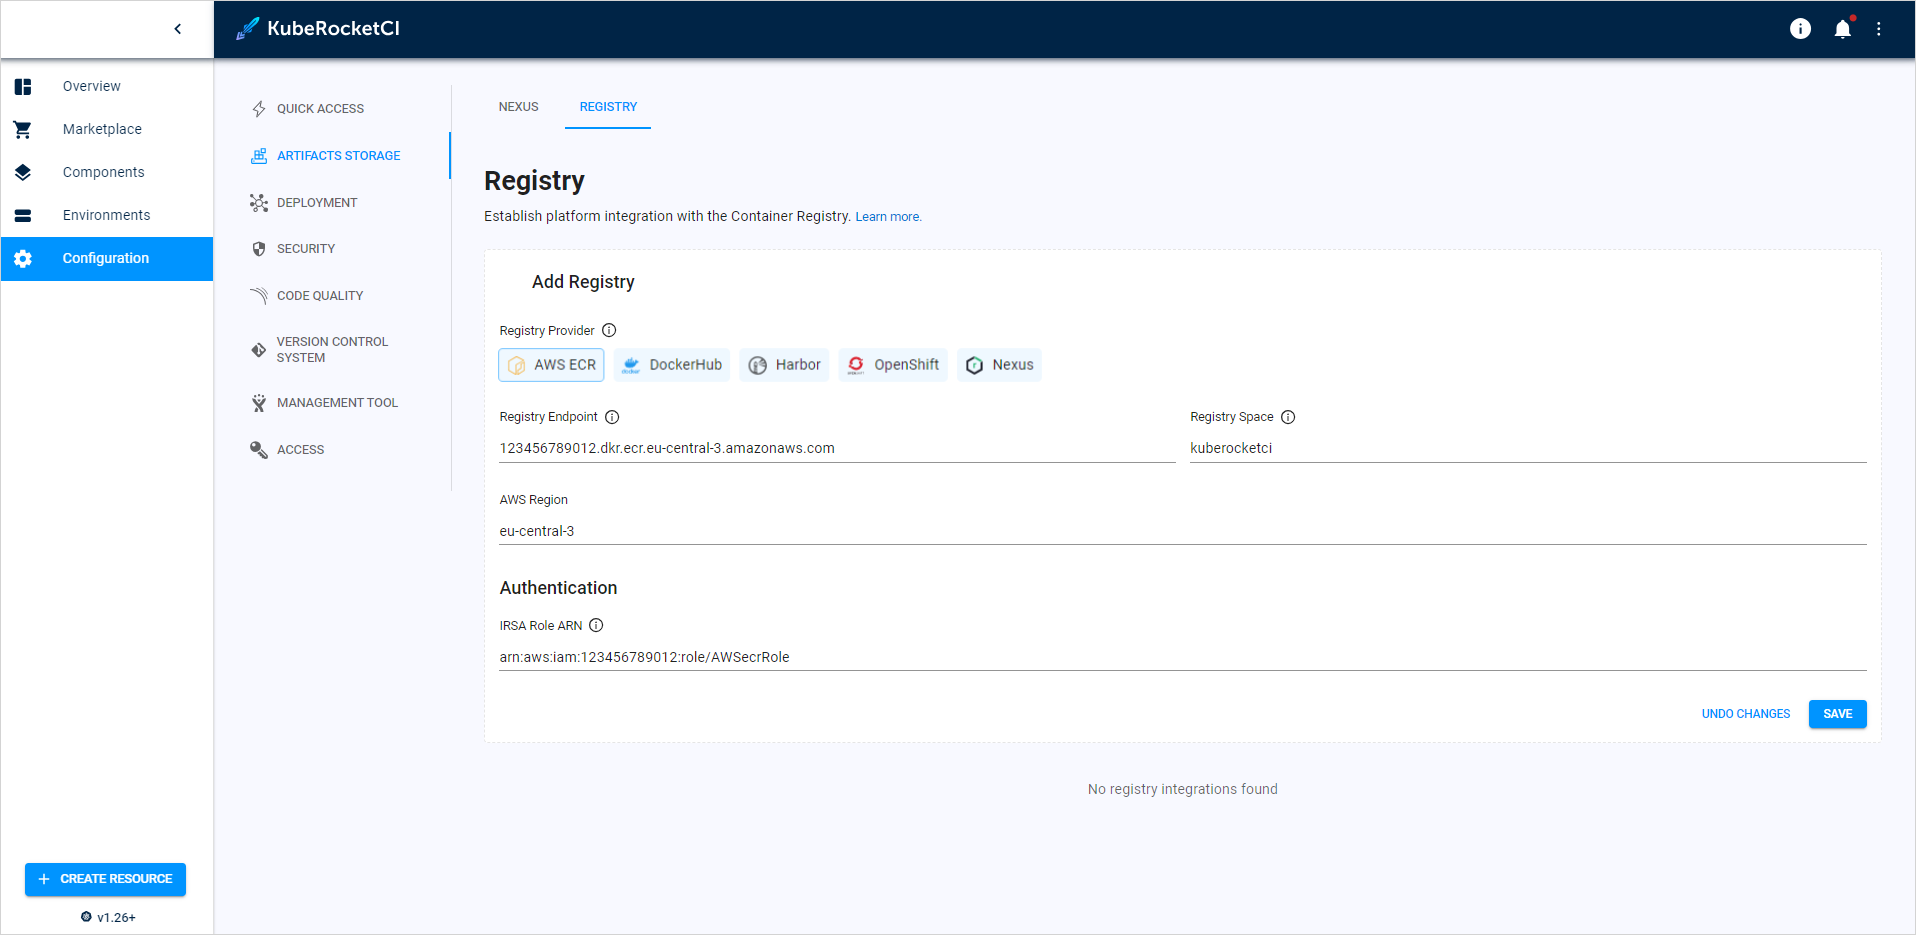 KubeRocketCI
Overview
Marketplace
Components
Environments
Configuration
CREATE RESOURCE
v1.26+
QUICK ACCESS
ARTIFACTS STORAGE
DEPLOYMENT
SECURITY
CODE QUALITY
VERSION CONTROL
SYSTEM
MANAGEMENT TOOL
ACCESS
NEXUS REGISTRY
Registry
Establish platform integration with the Container Registry. Learn more.
Add Registry
Registry Provider
AWS ECR DockerHub Harbor OpenShift Nexus
Registry Endpoint Registry Space
123456789012.dkr.ecr.eu-central-3.amazonaws.com kuberocketci
AWS Region
eu-central-3
Authentication
IRSA Role ARN
arn:aws:iam:123456789012:role/AWSecrRole
UNDO CHANGES SAVE
No registry integrations found